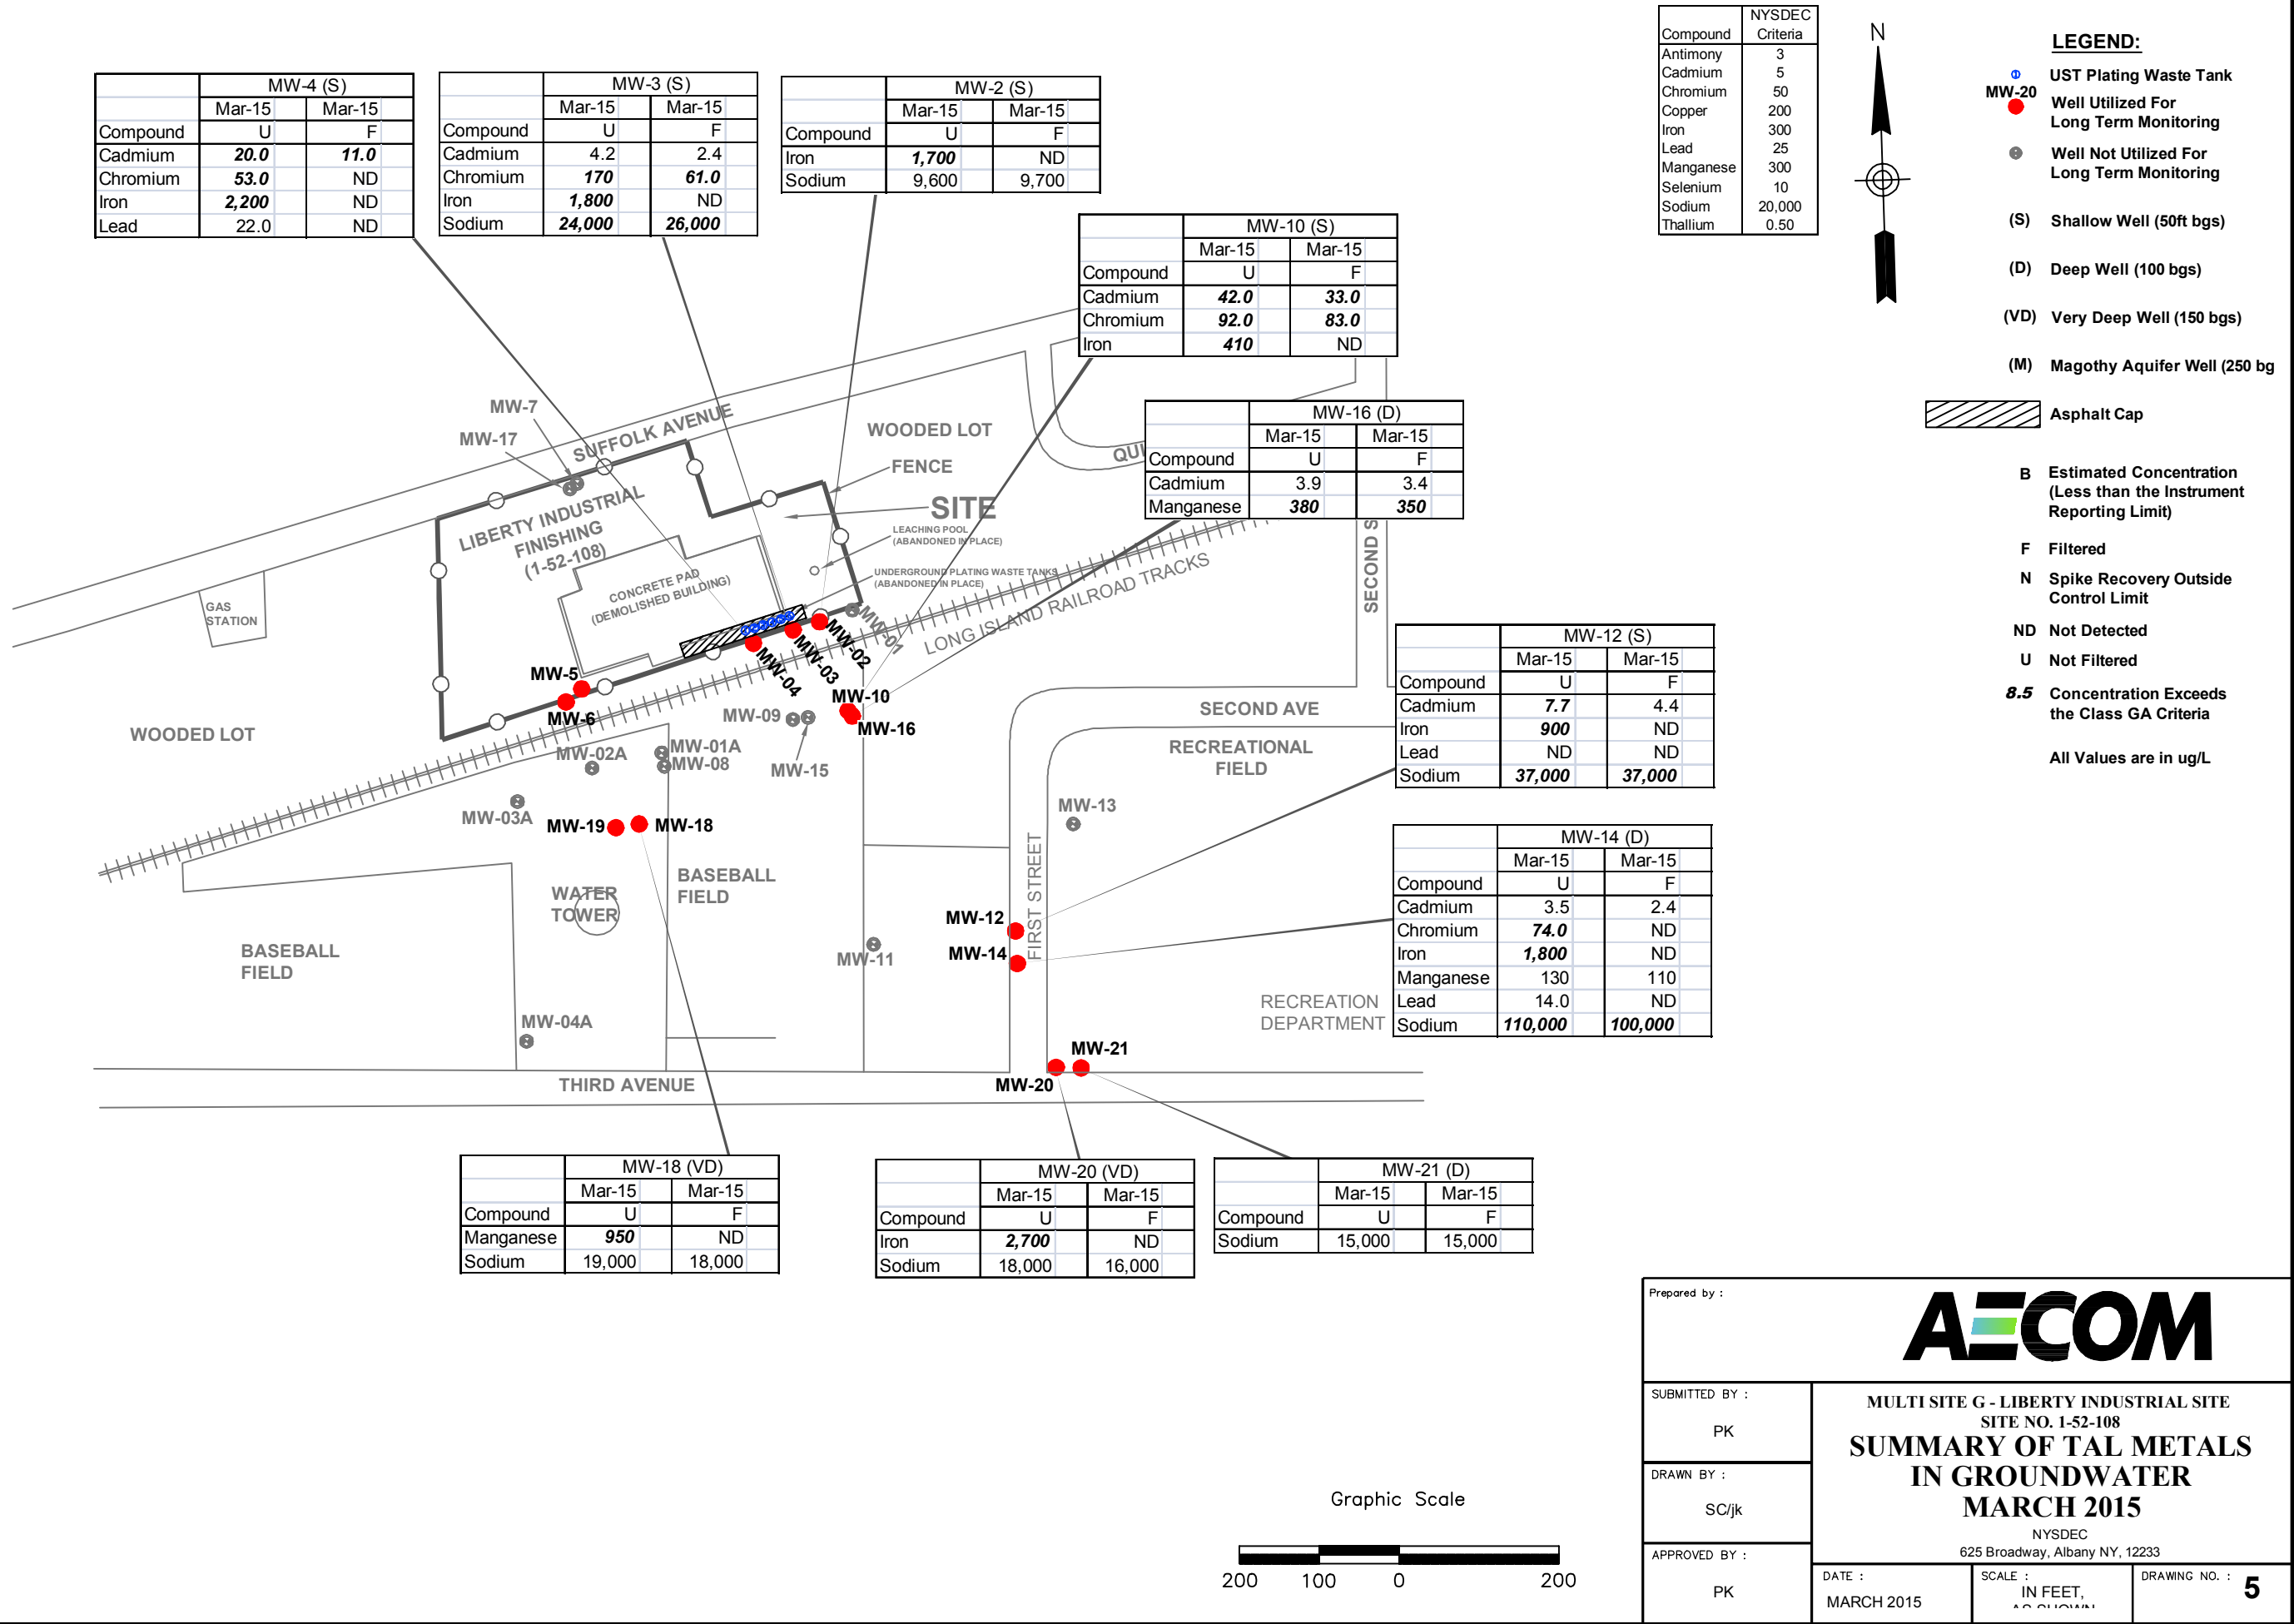 MW-4 (S)
Mar-15 Mar-15
Compound U F
Cadmium 20.0 11.0
Chromium 53.0 ND
Iron 2,200 ND
Lead 22.0 ND
MW-3 (S)
Mar-15 Mar-15
Compound U F
Cadmium 4.2 2.4
Chromium 170 61.0
Iron 1,800 ND
Sodium 24,000 26,000
MW-2 (S)
Mar-15 Mar-15
Compound U F
Iron 1,700 ND
Sodium 9,600 9,700
MW-10 (S)
Mar-15 Mar-15
Compound U F
Cadmium 42.0 33.0
Chromium 92.0 83.0
Iron 410 ND
MW-16 (D)
Mar-15 Mar-15
Compound U F
Cadmium 3.9 3.4
Manganese 380 350
NYSDEC
Compound Criteria
Antimony 3
Cadmium 5
Chromium 50
Copper 200
Iron 300
Lead 25
Manganese 300
Selenium 10
Sodium 20,000
Thallium 0.50
N
LEGEND:
UST Plating Waste Tank
MW-20
Well Utilized For
Long Term Monitoring
Well Not Utilized For
Long Term Monitoring
(S) Shallow Well (50ft bgs)
(D) Deep Well (100 bgs)
(VD) Very Deep Well (150 bgs)
(M) Magothy Aquifer Well (250 bg
Asphalt Cap
B Estimated Concentration
(Less than the Instrument
Reporting Limit)
F Filtered
N Spike Recovery Outside
Control Limit
ND Not Detected
U Not Filtered
8.5 Concentration Exceeds
the Class GA Criteria
All Values are in ug/L
MW-7
MW-17
SUFFOLK AVENUE
WOODED LOT
FENCE
SITE
QUI
LEACHING POOL
(ABANDONED IN PLACE)
LIBERTY INDUSTRIAL
FINISHING
(1-52-108)
CONCRETE PAD
(DEMOLISHED BUILDING)
UNDERGROUND PLATING WASTE TANKS
(ABANDONED IN PLACE)
GAS
STATION
LONG ISLAND RAILROAD TRACKS
SECOND S
MW-01
MW-02
MW-03
MW-04
MW-5
MW-6
MW-10
MW-09
MW-16
MW-15
WOODED LOT
MW-02A
MW-01A
MW-08
MW-03A
MW-19
MW-18
SECOND AVE
RECREATIONAL
FIELD
MW-13
BASEBALL
FIELD
WATER
TOWER
BASEBALL
FIELD
MW-12
MW-14
FIRST STREET
MW-11
MW-04A
RECREATION
DEPARTMENT
MW-21
MW-20
THIRD AVENUE
MW-12 (S)
Mar-15 Mar-15
Compound U F
Cadmium 7.7 4.4
Iron 900 ND
Lead ND ND
Sodium 37,000 37,000
MW-14 (D)
Mar-15 Mar-15
Compound U F
Cadmium 3.5 2.4
Chromium 74.0 ND
Iron 1,800 ND
Manganese 130 110
Lead 14.0 ND
Sodium 110,000 100,000
MW-18 (VD)
Mar-15 Mar-15
Compound U F
Manganese 950 ND
Sodium 19,000 18,000
MW-20 (VD)
Mar-15 Mar-15
Compound U F
Iron 2,700 ND
Sodium 18,000 16,000
MW-21 (D)
Mar-15 Mar-15
Compound U F
Sodium 15,000 15,000
Graphic Scale
200 100 0 200
Prepared by :
AECOM
SUBMITTED BY :
PK
DRAWN BY :
SC/jk
APPROVED BY :
PK
MULTI SITE G - LIBERTY INDUSTRIAL SITE
SITE NO. 1-52-108
SUMMARY OF TAL METALS
IN GROUNDWATER
MARCH 2015
NYSDEC
625 Broadway, Albany NY, 12233
DATE :
MARCH 2015
SCALE :
IN FEET,
AS SHOWN
DRAWING NO. : 5